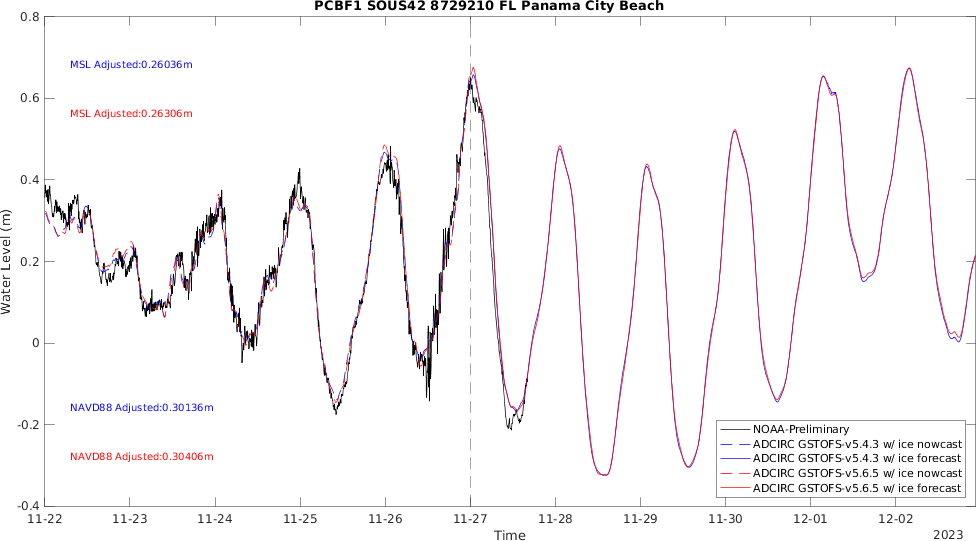 PCBF1 SOUS42 8729210 FL Panama City Beach
0.8
0.6
0.4
0.2
0
-0.2
-0.4
Water Level (m)
MSL Adjusted:0.26036m
MSL Adjusted:0.26306m
NAVD88 Adjusted:0.30136m
NAVD88 Adjusted:0.30406m
NOAA-Preliminary
ADCIRC GSTOFS-v5.4.3 w/ ice nowcast
ADCIRC GSTOFS-v5.4.3 w/ ice forecast
ADCIRC GSTOFS-v5.6.5 w/ ice nowcast
ADCIRC GSTOFS-v5.6.5 w/ ice forecast
11-22 11-23 11-24 11-25 11-26 11-27 11-28 11-29 11-30 12-01 12-02
Time
2023